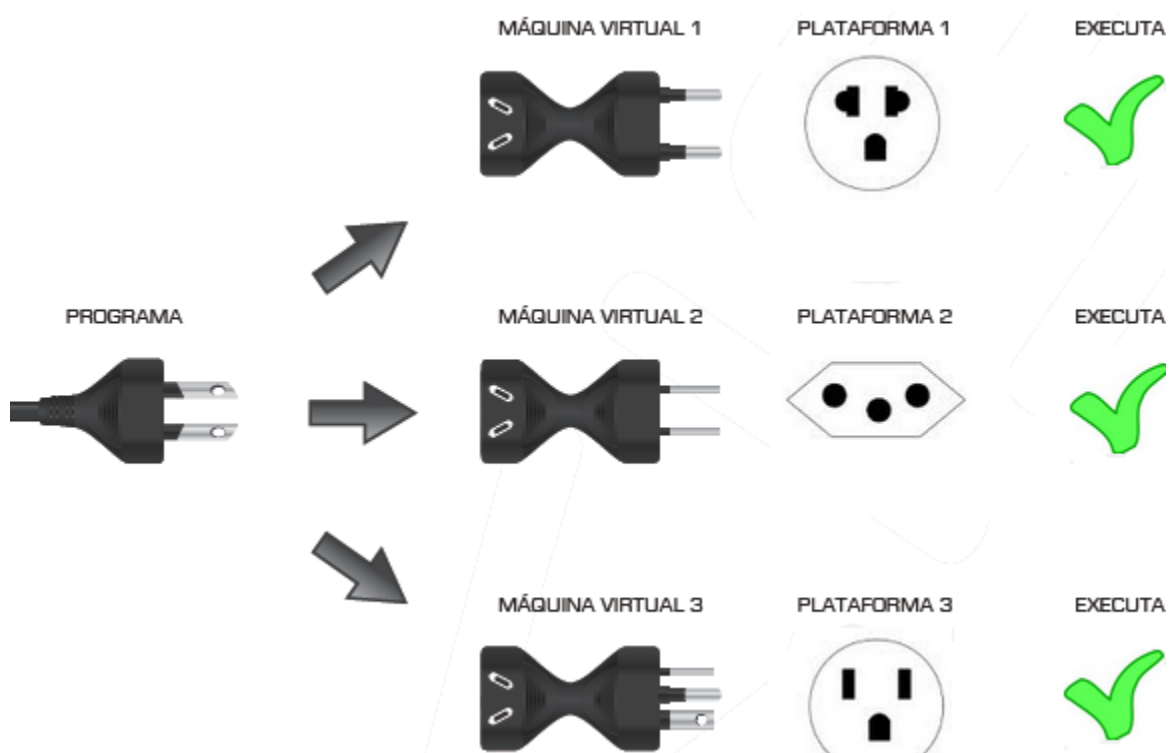 MÁQUINA VIRTUAL 1 PLATAFORMA 1 EXECUTA
PROGRAMA MÁQUINA VIRTUAL 2 PLATAFORMA 2 EXECUTA
MÁQUINA VIRTUAL 3 PLATAFORMA 3 EXECUTA